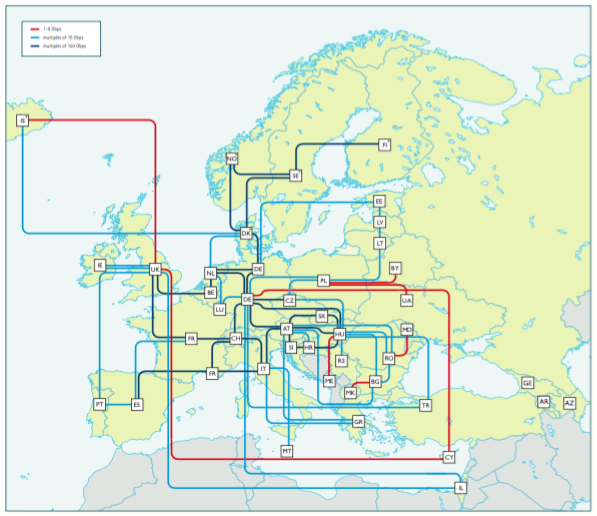 1-9 Gbps
multiples of 10 Gbps
multiples of 100 Gbps
IS
NO
FI
SE
EE
LV
DK
LT
IE
UK
NL
DE
BY
PL
BE
DE
CZ
UA
LU
SK
AT
HU
MD
FR
CH
SI
HR
RS
RO
FR
IT
ME
BG
GE
MK
PT
ES
TR
AR
AZ
GR
MT
CY
IL